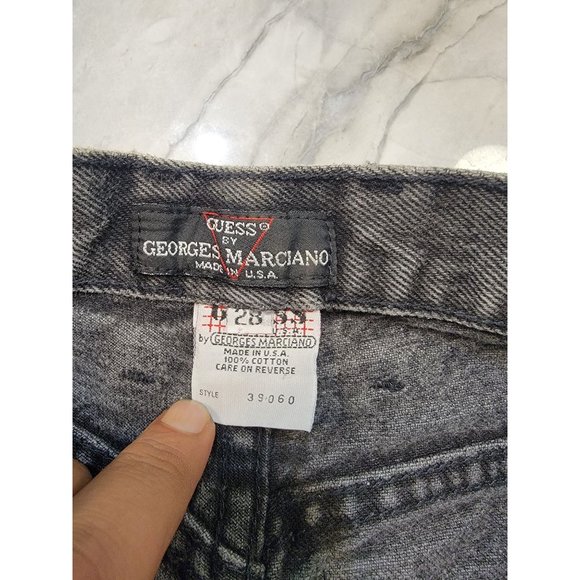 GUESS®
BY
GEORGES MARCIANO
MADE IN U.S.A.
28
U.S.A.
by GEORGES MARCIANO
MADE IN U.S.A.
100% COTTON
CARE ON REVERSE
STYLE 39060